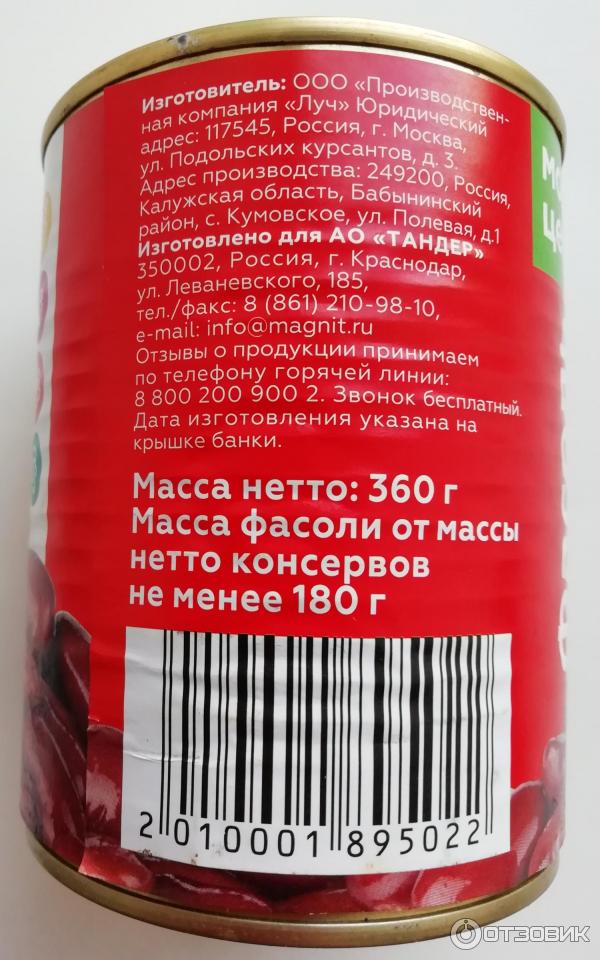 Изготовитель: ООО «Производствен-
ная компания «Луч» Юридический
адрес: 117545, Россия, г. Москва,
ул. Подольских курсантов, д. 3.
Адрес производства: 249200, Россия,
Калужская область, Бабынинский
район, с. Кумовское, ул. Полевая, д.1
Изготовлено для АО «ТАНДЕР»
350002, Россия, г. Краснодар,
ул. Леваневского, 185,
тел./факс: 8 (861) 210-98-10,
e-mail: info@magnit.ru
Отзывы о продукции принимаем
по телефону горячей линии:
8 800 200 900 2. Звонок бесплатный.
Дата изготовления указана на
крышке банки.
Масса нетто: 360 г
Масса фасоли от массы
нетто консервов
не менее 180 г
2 010001 895022
ОТЗОВИК